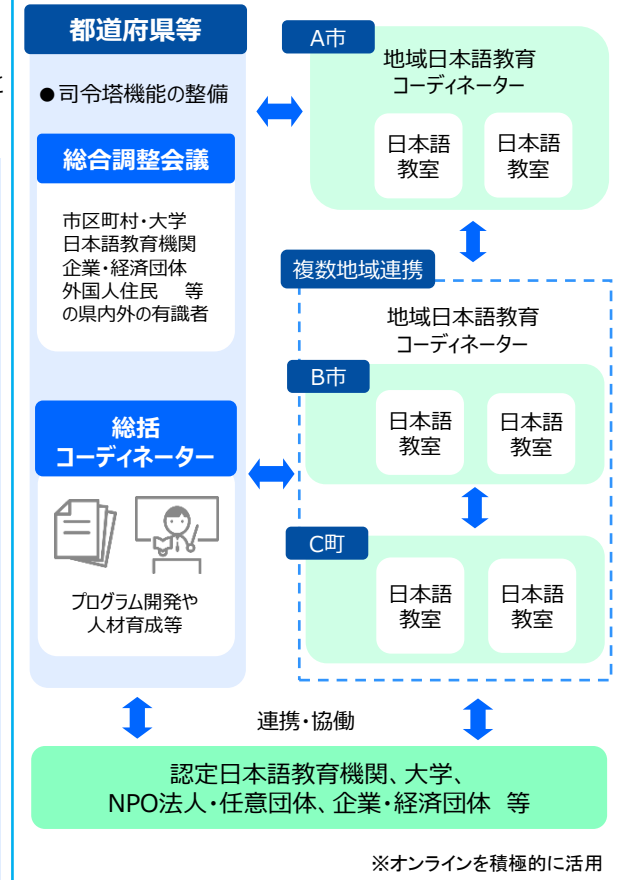 都道府県等
●司令塔機能の整備
総合調整会議
市区町村・大学
日本語教育機関
企業・経済団体
外国人住民　等
の県内外の有識者
総括
コーディネーター
プログラム開発や
人材育成等
A市
地域日本語教育
コーディネーター
日本語
教室
日本語
教室
複数地域連携
地域日本語教育
コーディネーター
B市
日本語
教室
日本語
教室
C町
日本語
教室
日本語
教室
連携・協働
認定日本語教育機関、大学、
NPO法人・任意団体、企業・経済団体　等
※オンラインを積極的に活用